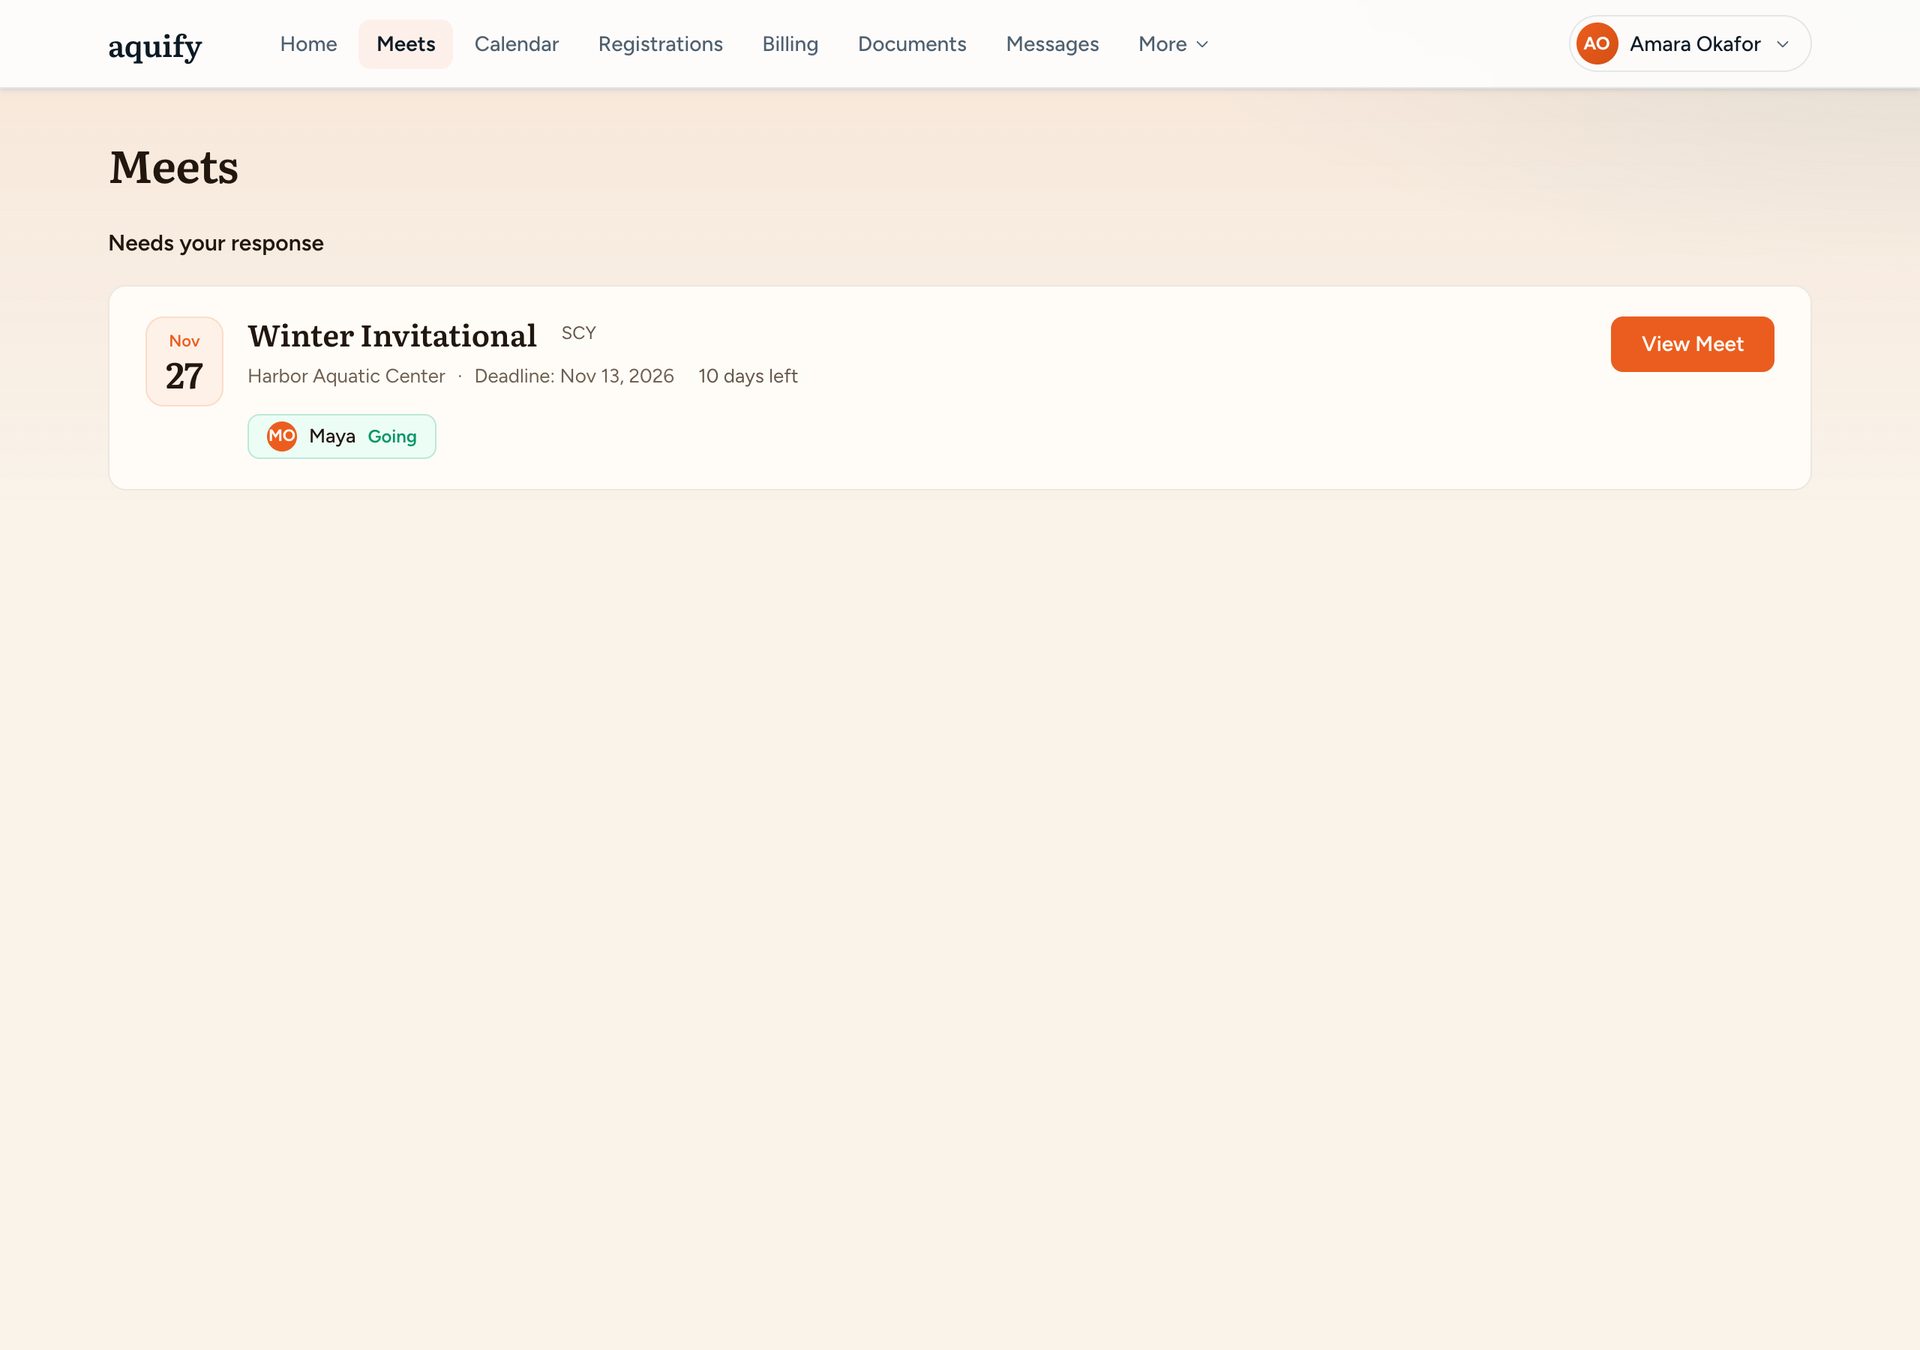 aquify Home Meets Calendar Registrations Billing Documents Messages More AO Amara Okafor
Meets
Needs your response
Nov
27
Winter Invitational SCY
Harbor Aquatic Center · Deadline: Nov 13, 2026 10 days left
MO Maya Going
View Meet